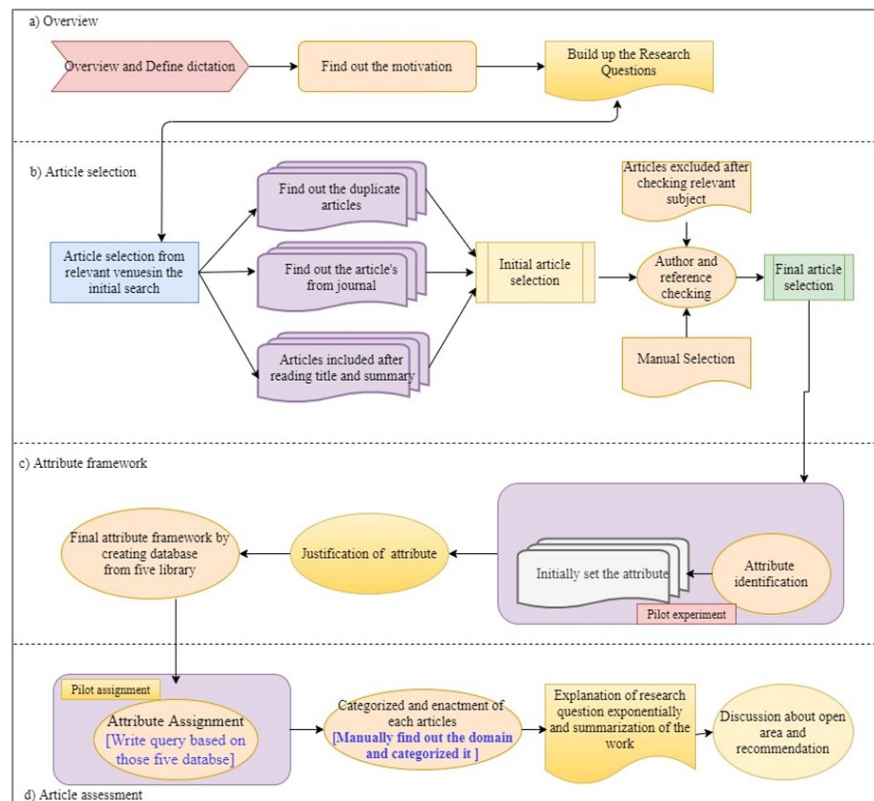 a) Overview
Overview and Define dictation
Find out the motivation
Build up the Research
Questions
b) Article selection
Article selection from
relevant venuesin the
initial search
Find out the duplicate
articles
Find out the article's
from journal
Articles included after
reading title and summary
Initial article
selection
Articles excluded after
checking relevant
subject
Author and
reference
checking
Manual Selection
Final article
selection
c) Attribute framework
Final attribute framework by
creating database
from five library
Justification of attribute
Initially set the attribute
Attribute
identification
Pilot experiment
Pilot assignment
Attribute Assignment
[Write query based on
those five databse]
Categorized and enactment of
each articles
[Manually find out the domain
and categorized it ]
Explanation of research
question exponentially
and summarization of the
work
Discussion about open
area and
recommendation
d) Article assessment